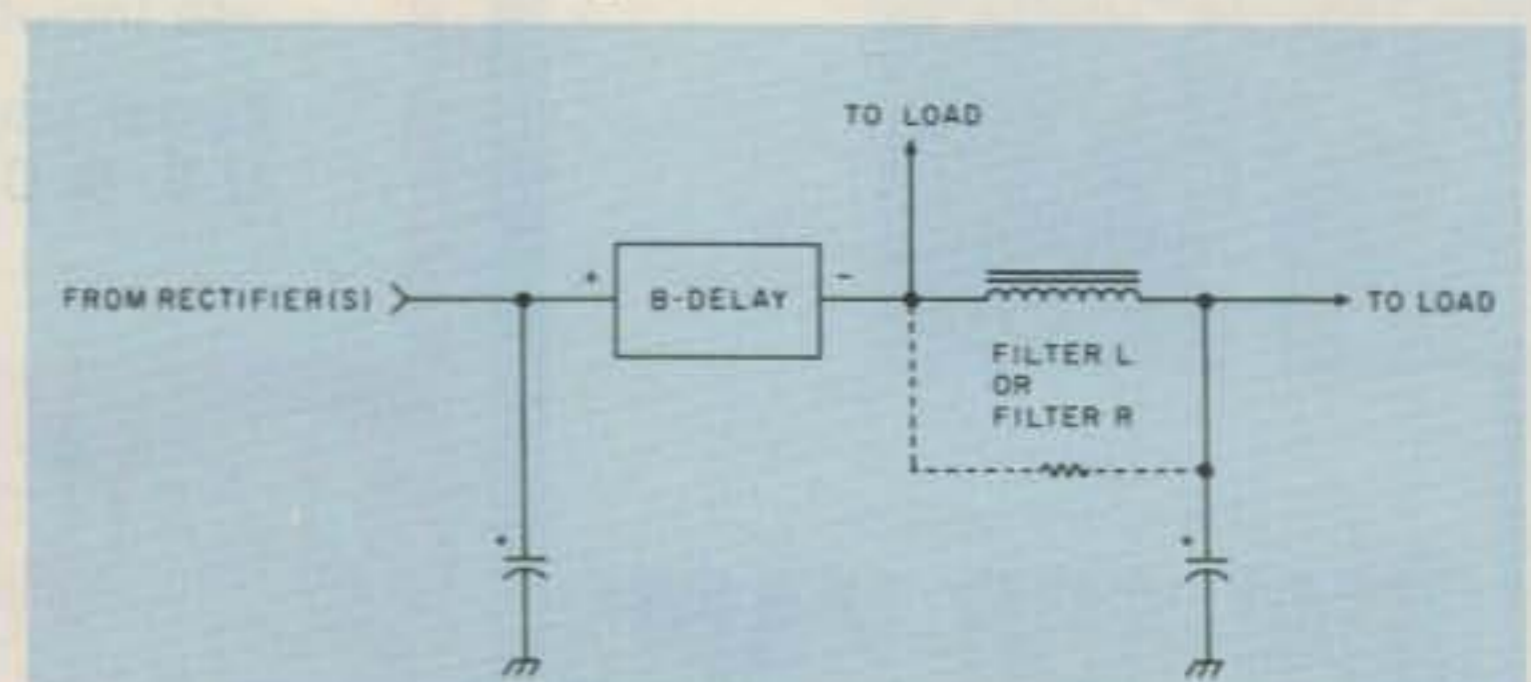 TO LOAD
FROM RECTIFIER(S)
+
B-DELAY
-
TO LOAD
FILTER L
OR
FILTER R
+
+